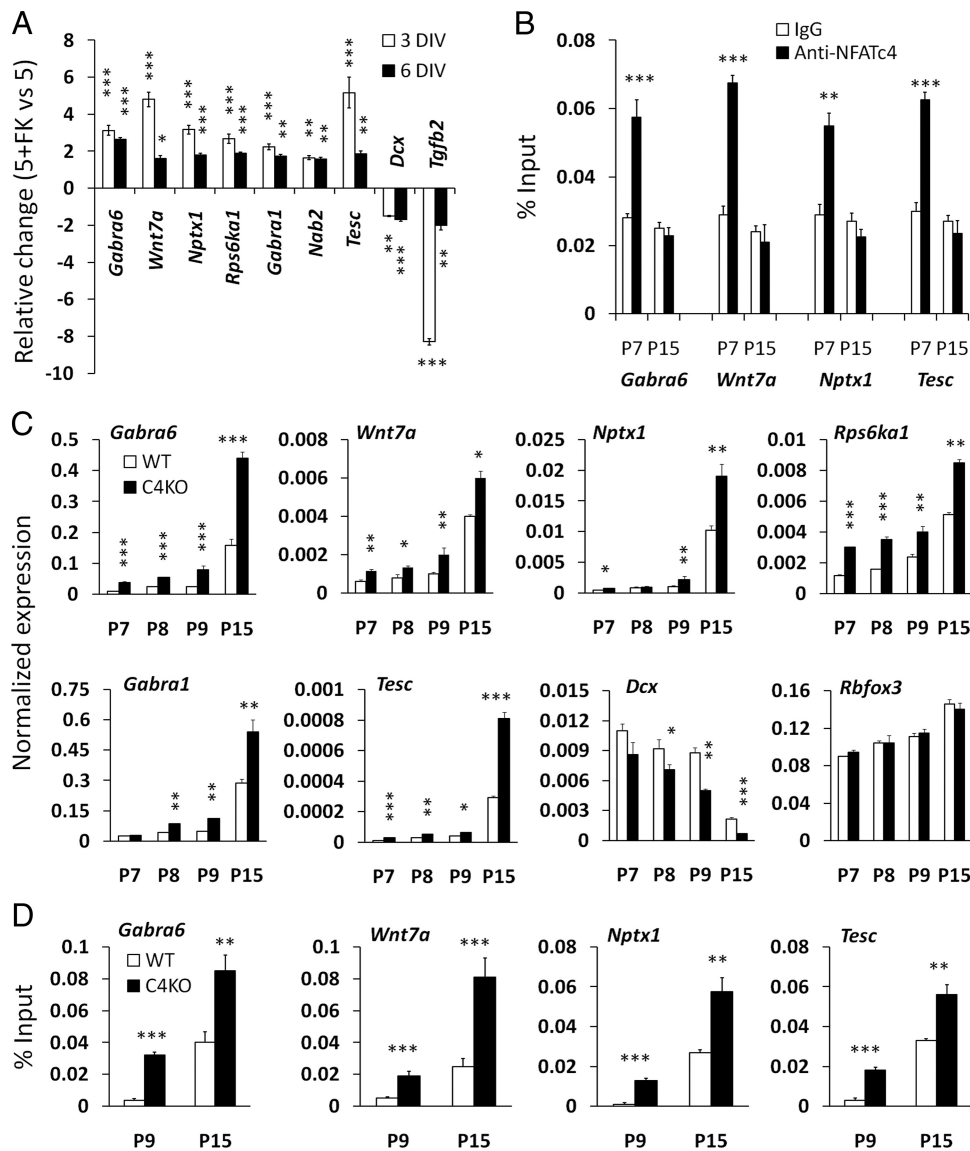 A
Relative change (5+FK vs 5)
8
6
4
2
0
-2
-4
-6
-8
-10
3 DIV
6 DIV
*** *** *** * *** *** *** *** *** ** ** ** *** **
Gabra6 Wnt7a Nptx1 Rps6ka1 Gabra1 Nab2 Tesc Dcx Tgfb2
** *** *** **
B
% Input
0.08
0.06
0.04
0.02
0
IgG
Anti-NFATc4
*** *** ** ***
P7 P15 P7 P15 P7 P15 P7 P15
Gabra6 Wnt7a Nptx1 Tesc
C
Normalized expression
Gabra6
WT
C4KO
0.5
0.4
0.3
0.2
0.1
0
*** *** *** ***
P7 P8 P9 P15
Wnt7a
0.008
0.006
0.004
0.002
0
** * ** *
P7 P8 P9 P15
Nptx1
0.025
0.02
0.015
0.01
0.005
0
* ** **
P7 P8 P9 P15
Rps6ka1
0.01
0.008
0.006
0.004
0.002
0
*** *** ** **
P7 P8 P9 P15
Gabra1
0.75
0.6
0.45
0.3
0.15
0
** ** **
P7 P8 P9 P15
Tesc
0.001
0.0008
0.0006
0.0004
0.0002
0
*** ** * ***
P7 P8 P9 P15
Dcx
0.015
0.012
0.009
0.006
0.003
0
* ** ***
P7 P8 P9 P15
Rbfox3
0.16
0.12
0.08
0.04
0
P7 P8 P9 P15
D
% Input
Gabra6
WT
C4KO
0.1
0.08
0.06
0.04
0.02
0
*** **
P9 P15
Wnt7a
0.1
0.08
0.06
0.04
0.02
0
*** ***
P9 P15
Nptx1
0.08
0.06
0.04
0.02
0
*** **
P9 P15
Tesc
0.08
0.06
0.04
0.02
0
*** **
P9 P15